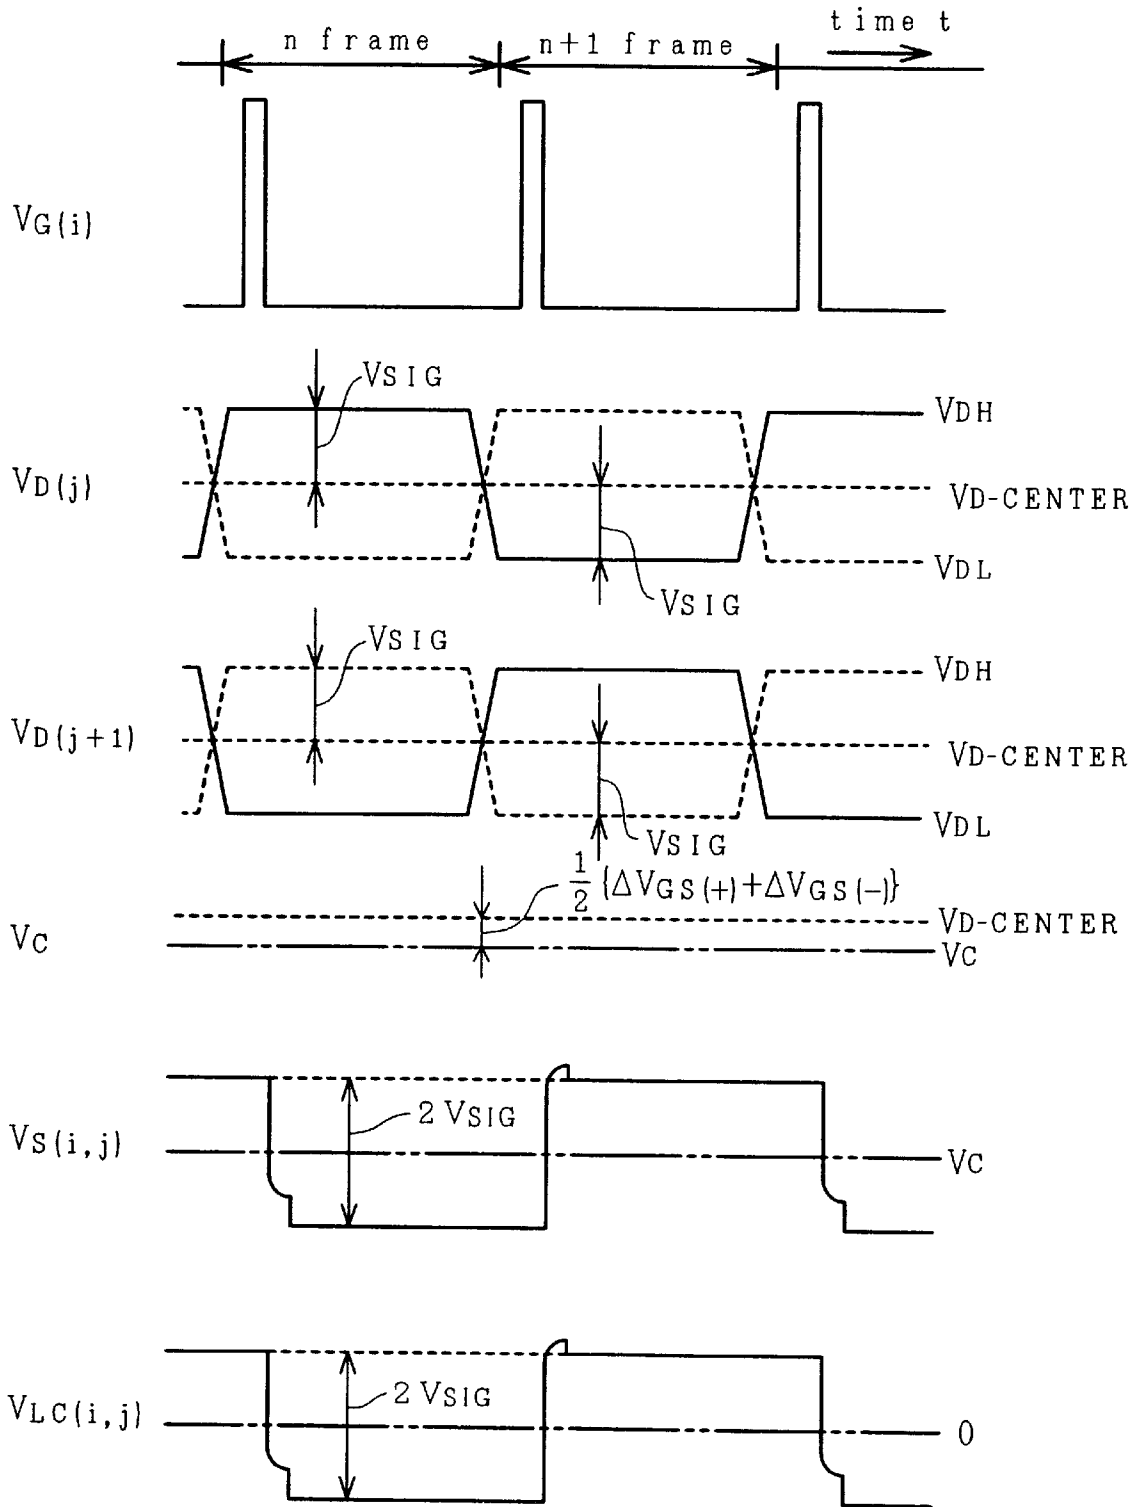 time t
n frame
n+1 frame
VG(i)
VSIG
VDH
VD(j)
VD-CENTER
VDL
VSIG
VSIG
VDH
VD(j+1)
VD-CENTER
VDL
VSIG
1/2 {ΔVGS(+)+ΔVGS(-)}
VD-CENTER
VC
VC
2 VSIG
VS(i,j)
VC
2 VSIG
VLC(i,j)
0